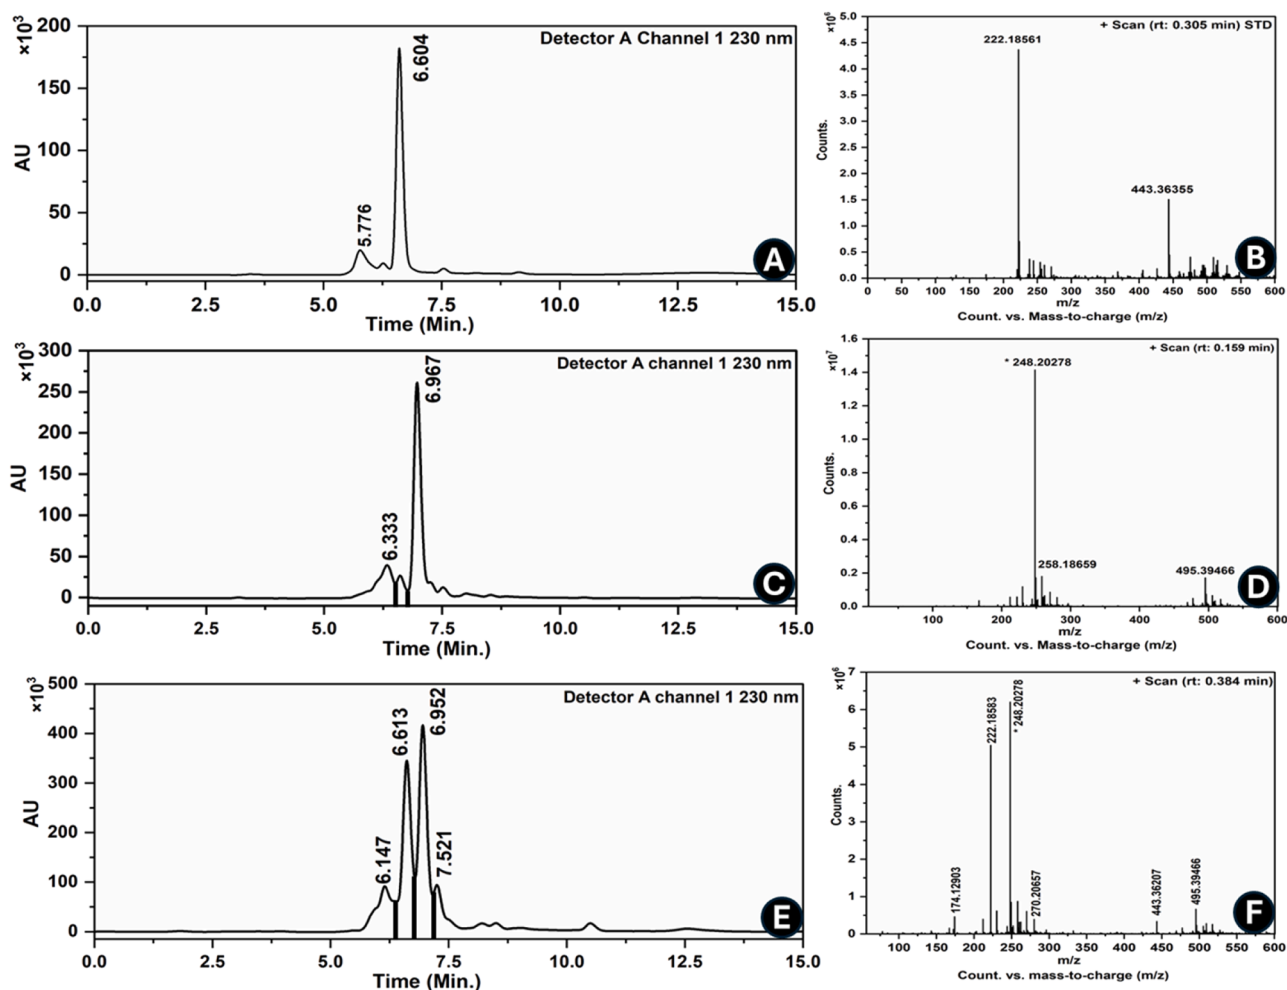 ×10³
Detector A Channel 1 230 nm
200
150
100
50
0
AU
5.776
6.604
0.0 2.5 5.0 7.5 10.0 12.5 15.0
Time (Min.)
A
×10⁶
+ Scan (rt: 0.305 min) STD
5.0
4.5
4.0
3.5
3.0
2.5
2.0
1.5
1.0
0.5
0.0
Counts.
222.18561
443.36355
0 50 100 150 200 250 300 350 400 450 500 550 600
m/z
Count. vs. Mass-to-charge (m/z)
B
×10³
Detector A channel 1 230 nm
300
250
200
150
100
50
0
AU
6.333
6.967
0.0 2.5 5.0 7.5 10.0 12.5 15.0
Time (Min.)
C
×10⁷
+ Scan (rt: 0.159 min)
1.6
1.4
1.2
1.0
0.8
0.6
0.4
0.2
0.0
Counts.
* 248.20278
258.18659
495.39466
100 200 300 400 500 600
m/z
Count. vs. Mass-to-charge (m/z)
D
×10³
Detector A channel 1 230 nm
500
400
300
200
100
0
AU
6.147
6.613
6.952
7.521
0.0 2.5 5.0 7.5 10.0 12.5 15.0
Time (Min.)
E
×10⁶
+ Scan (rt: 0.384 min)
7
6
5
4
3
2
1
0
Counts.
174.12903
222.18583
* 248.20278
270.20657
443.36207
495.39466
100 150 200 250 300 350 400 450 500 550 600
m/z
Count. vs. mass-to-charge (m/z)
F